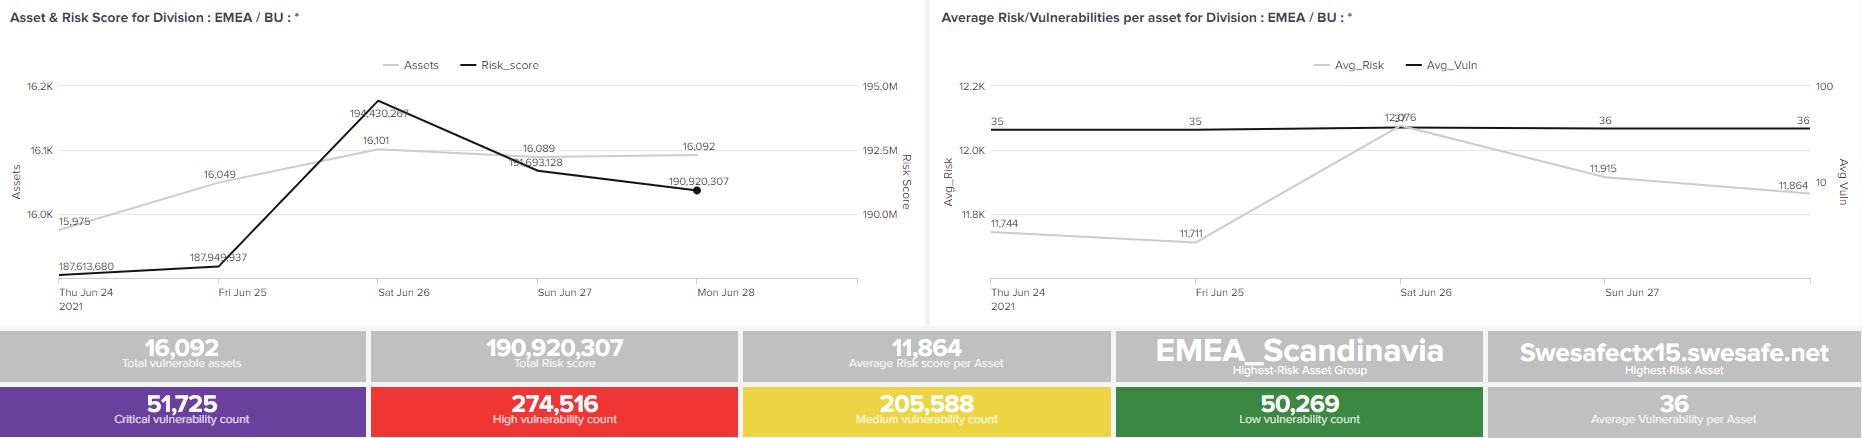 Asset & Risk Score for Division : EMEA / BU : *
Assets
Risk_score
16.2K
16.1K
16.0K
Assets
195.0M
192.5M
190.0M
Risk Score
15,975
16,049
16,101
16,089
16,092
187,613,680
187,949,937
194,430,267
191,693,128
190,920,307
Thu Jun 24
2021
Fri Jun 25
Sat Jun 26
Sun Jun 27
Mon Jun 28
Average Risk/Vulnerabilities per asset for Division : EMEA / BU : *
Avg_Risk
Avg_Vuln
12.2K
12.0K
11.8K
Avg_Risk
100
10
Avg Vuln
35
35
36
36
11,744
11,711
12,076
11,915
11,864
Thu Jun 24
2021
Fri Jun 25
Sat Jun 26
Sun Jun 27
16,092
Total vulnerable assets
190,920,307
Total Risk score
11,864
Average Risk score per Asset
EMEA_Scandinavia
Highest-Risk Asset Group
Swesafectx15.swesafe.net
Highest-Risk Asset
51,725
Critical vulnerability count
274,516
High vulnerability count
205,588
Medium vulnerability count
50,269
Low vulnerability count
36
Average Vulnerability per Asset